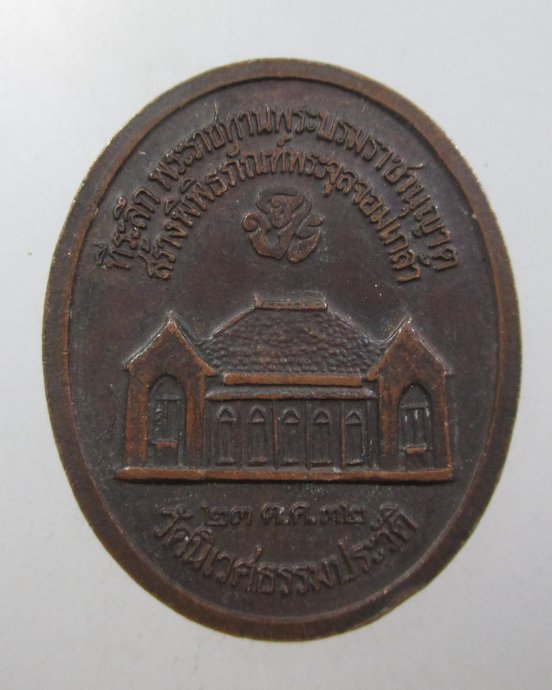 ที่ระลึก พระราชทานพระบรมราชานุญาต
สร้างพิพิธภัณฑ์พระจุลจอมเกล้า
๒๓ ต.ค.๓๒
วัดนิเวศธรรมประวัติ